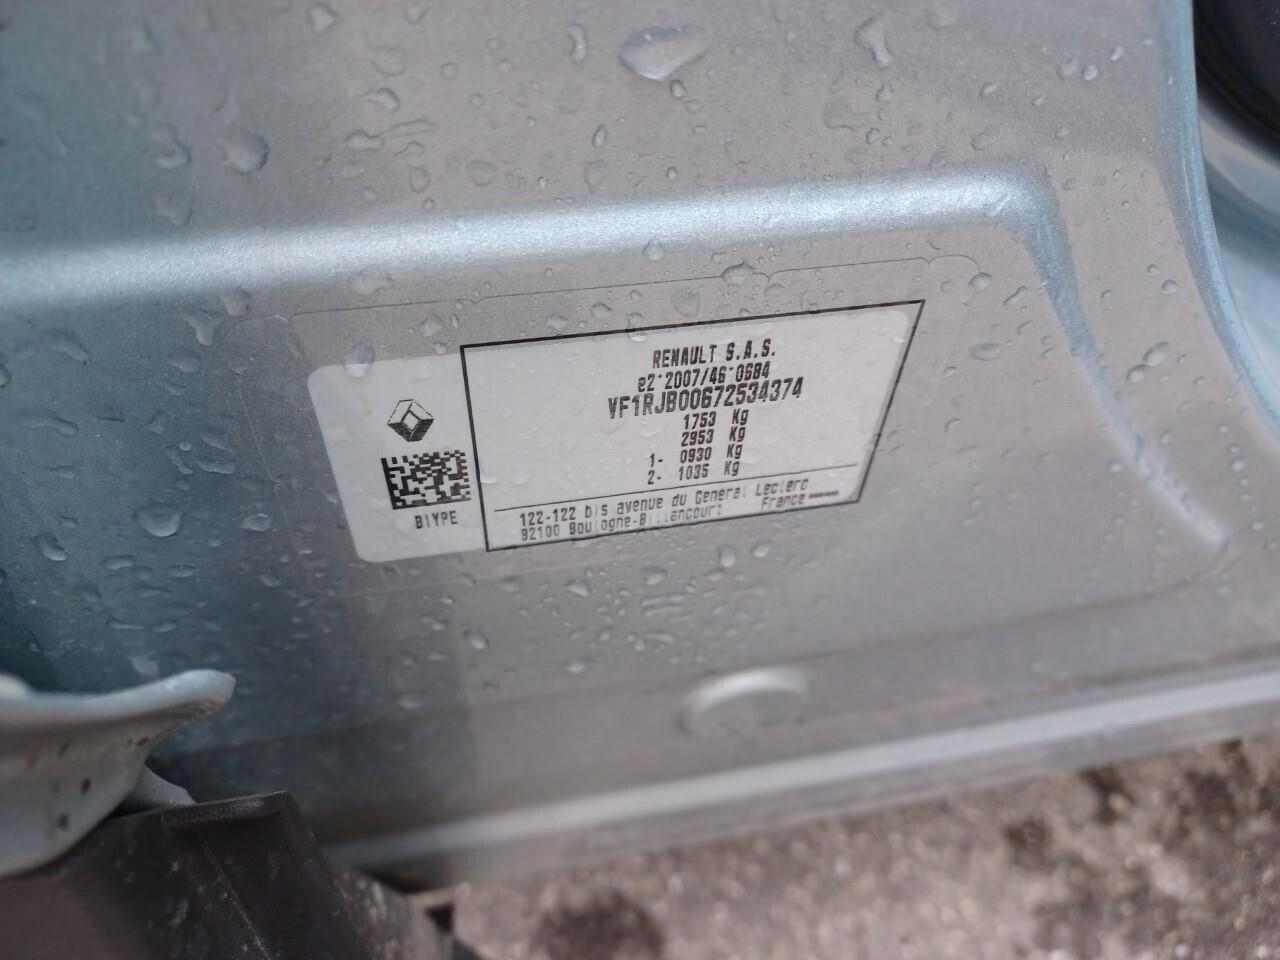 RENAULT S.A.S.
e2*2007/46*0684
VF1RJB00672534374
1753 Kg
2953 Kg
1- 0930 Kg
2- 1035 Kg
122-122 bis avenue du General Leclerc
92100 Boulogne-Billancourt France
BIYPE